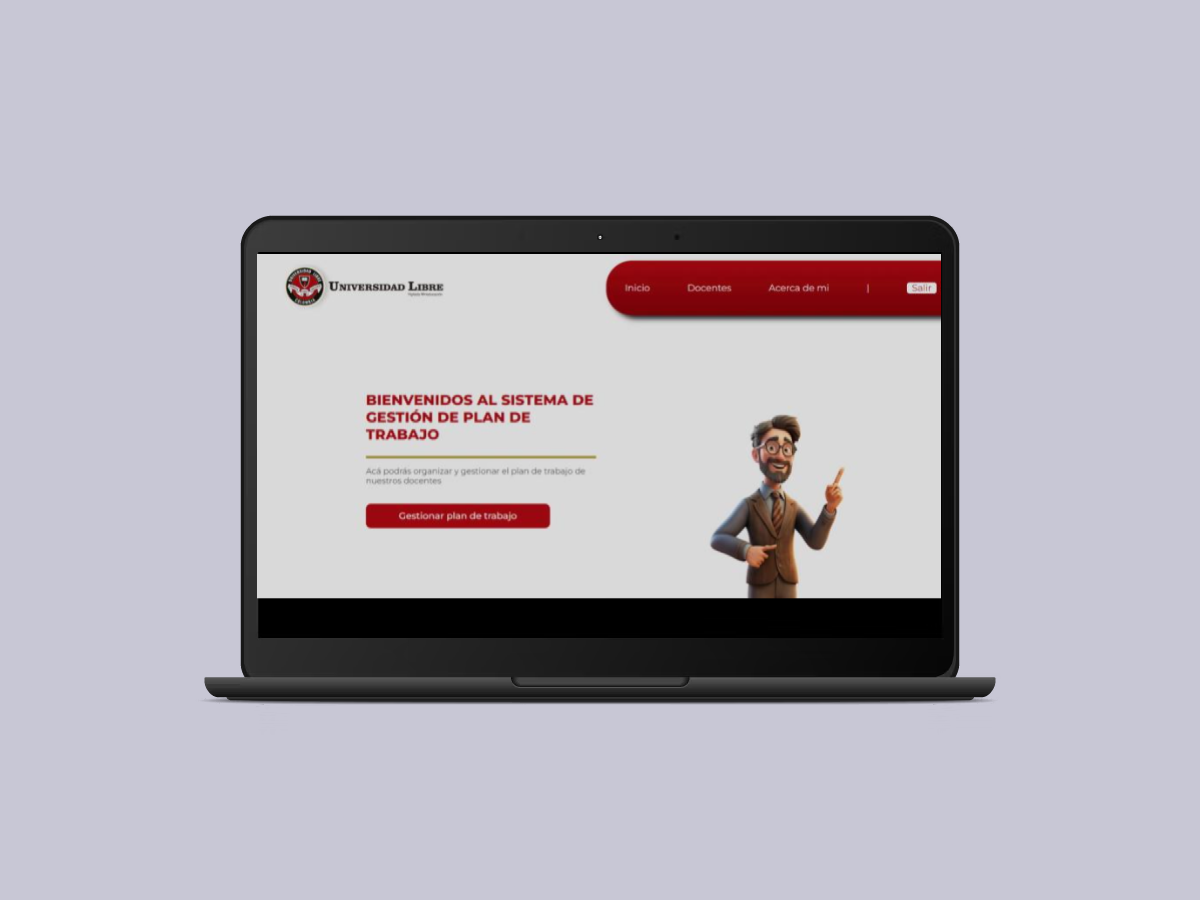 UNIVERSIDAD LIBRE
Inicio Docentes Acerca de mi | Salir
BIENVENIDOS AL SISTEMA DE
GESTIÓN DE PLAN DE
TRABAJO
Acá podrás organizar y gestionar el plan de trabajo de
nuestros docentes
Gestionar plan de trabajo